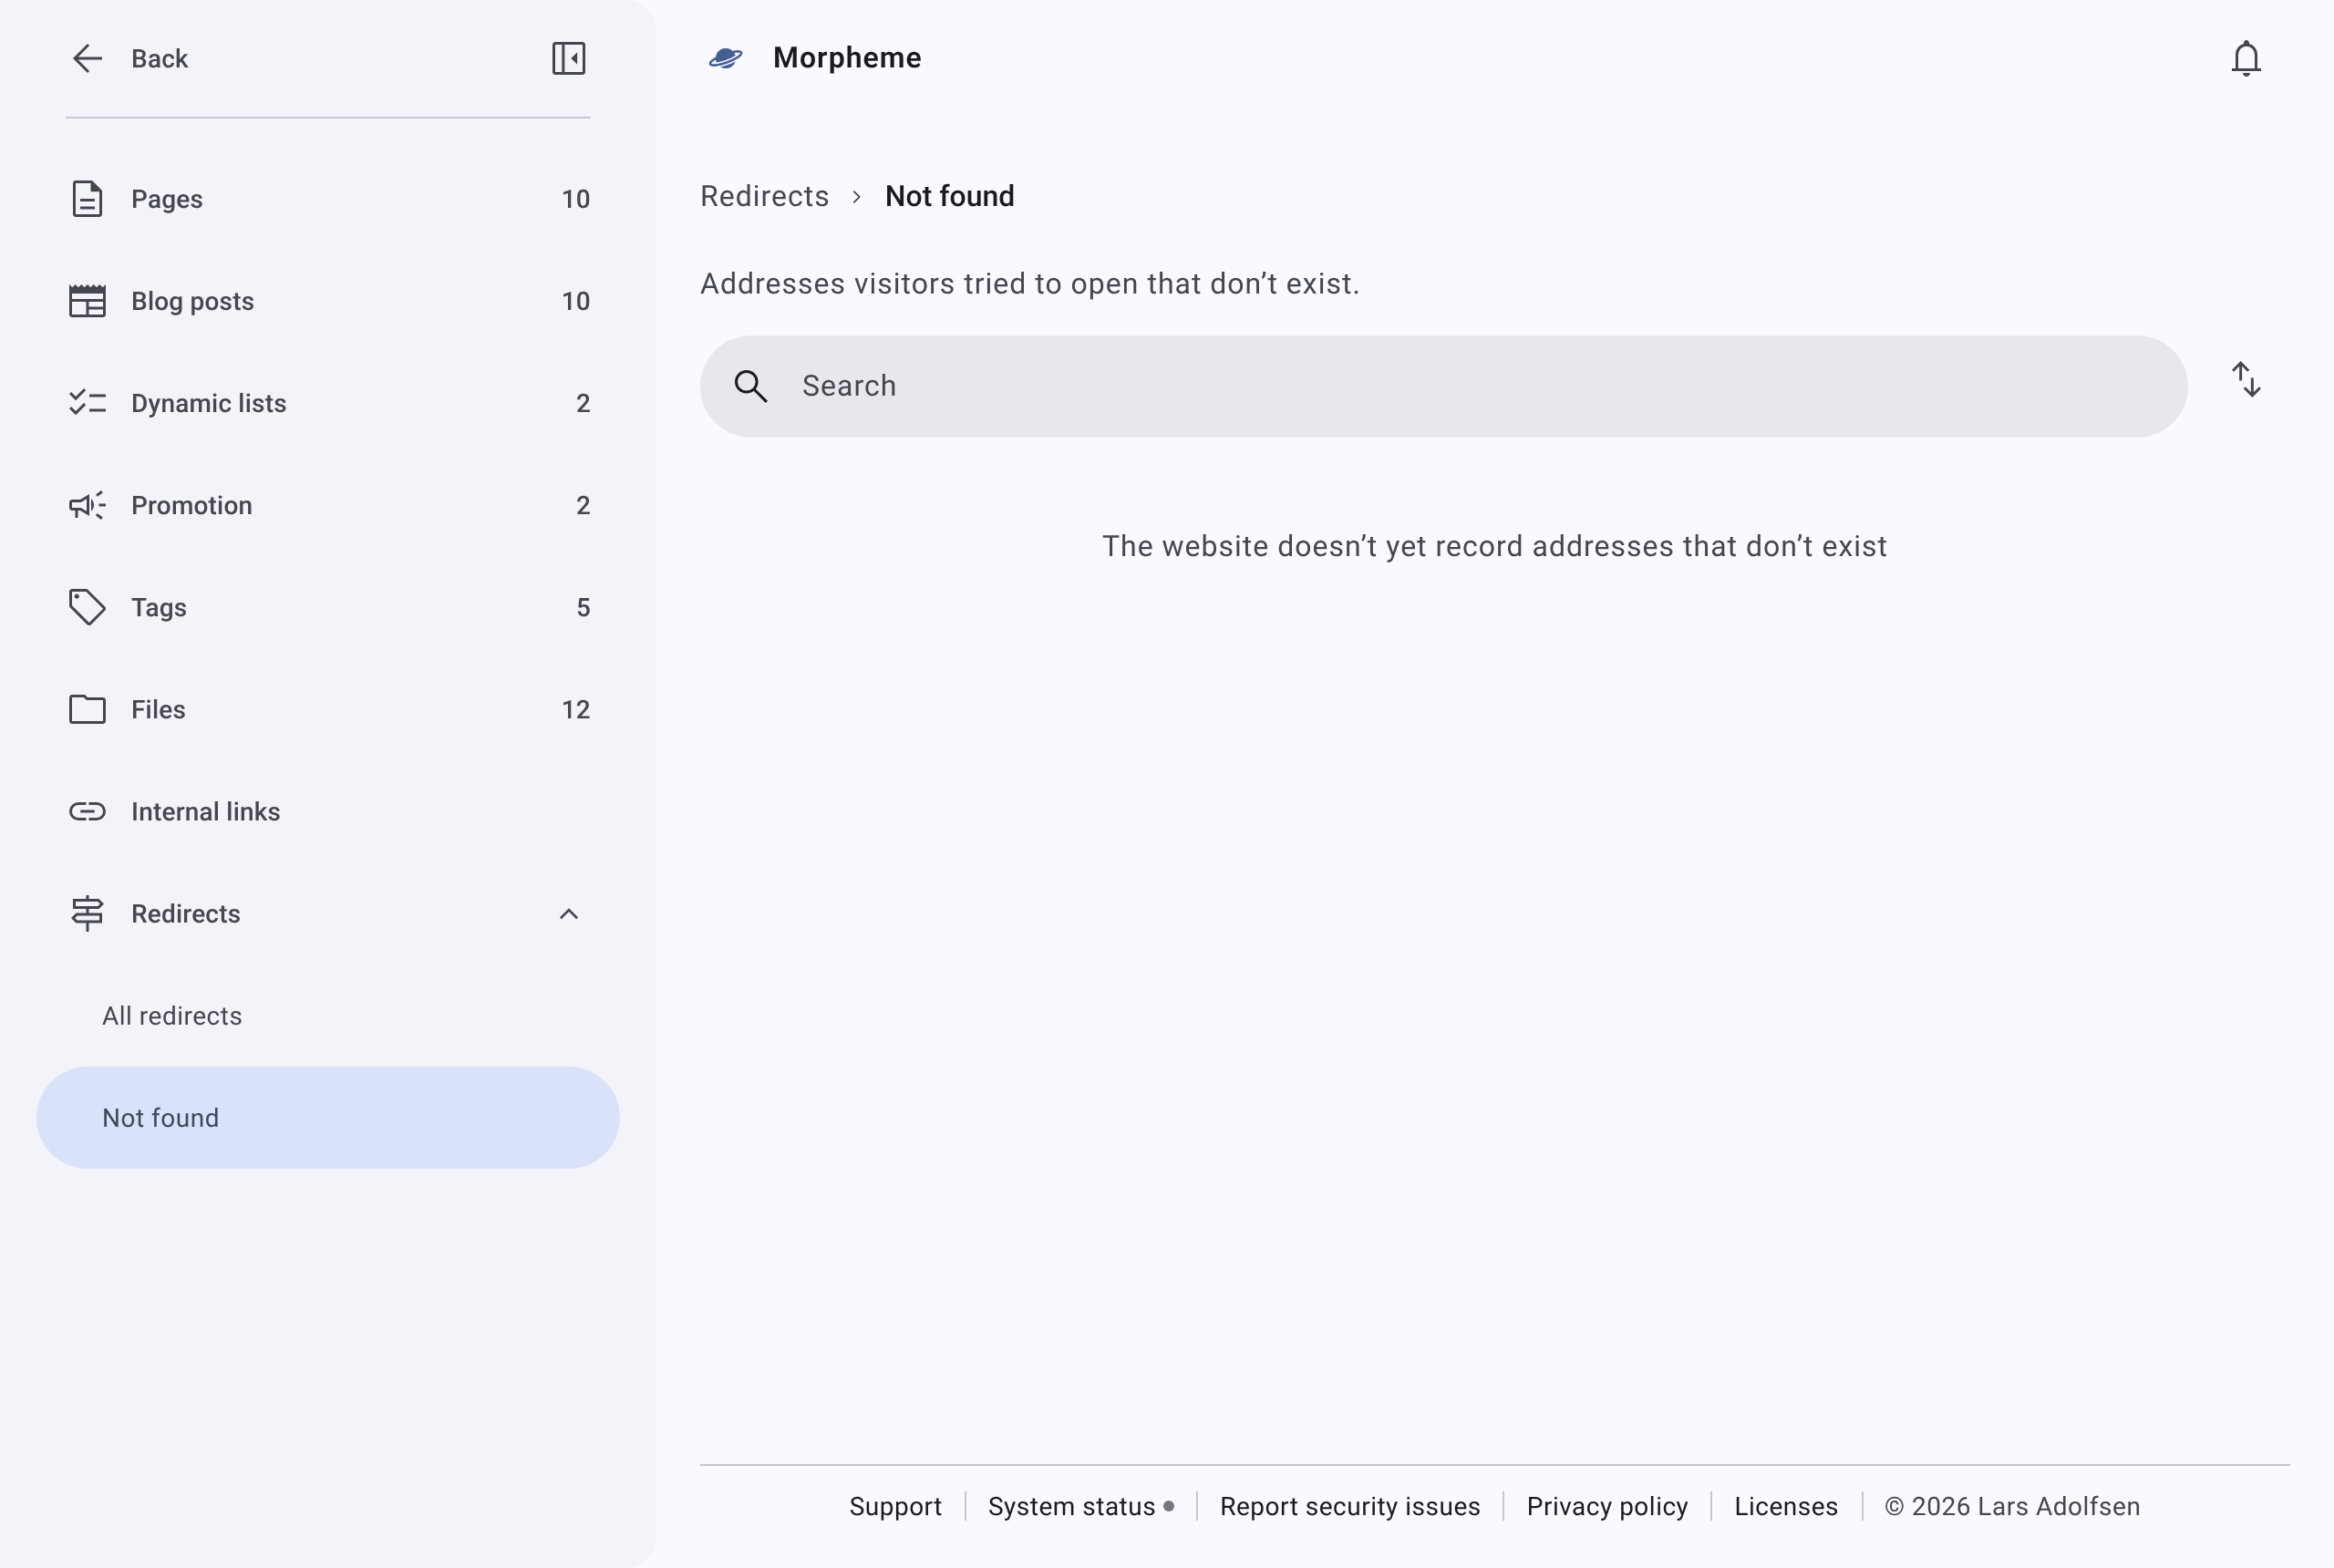 Back
Morpheme
Pages 10
Blog posts 10
Dynamic lists 2
Promotion 2
Tags 5
Files 12
Internal links
Redirects
All redirects
Not found
Redirects > Not found
Addresses visitors tried to open that don’t exist.
Search
The website doesn’t yet record addresses that don’t exist
Support | System status | Report security issues | Privacy policy | Licenses | © 2026 Lars Adolfsen